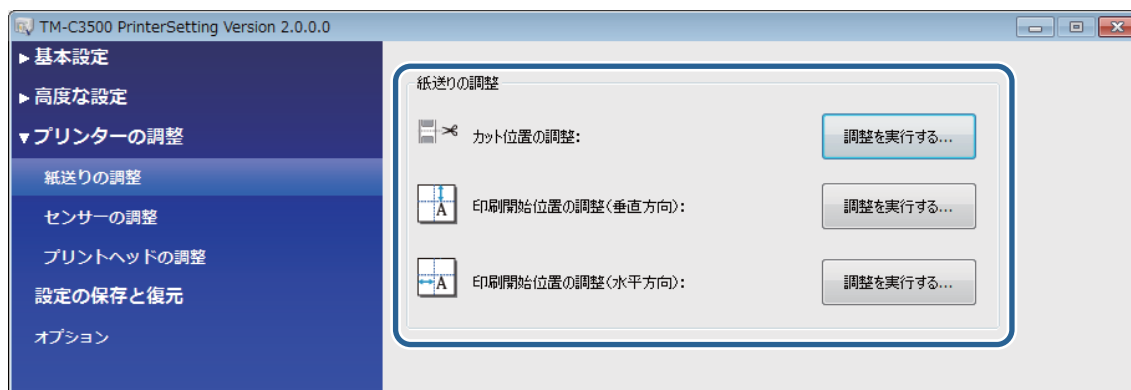 TM-C3500 PrinterSetting Version 2.0.0.0
▶基本設定
▶高度な設定
▼プリンターの調整
紙送りの調整
センサーの調整
プリントヘッドの調整
設定の保存と復元
オプション
紙送りの調整
カット位置の調整:
調整を実行する...
A
印刷開始位置の調整(垂直方向):
調整を実行する...
A
印刷開始位置の調整(水平方向):
調整を実行する...